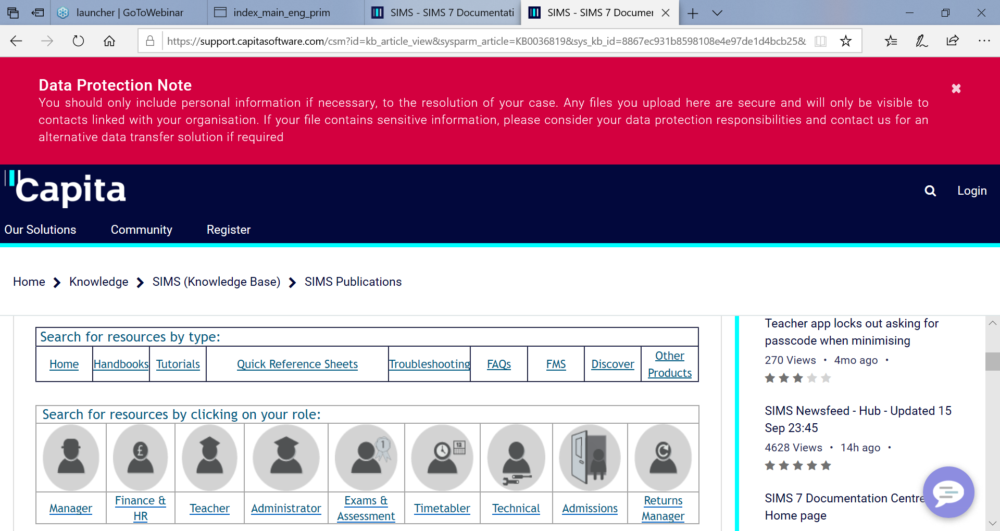 launcher | GoToWebinar
index_main_eng_prim
SIMS - SIMS 7 Documentati
SIMS - SIMS 7 Documer
https://support.capitasoftware.com/csm?id=kb_article_view&sysparm_article=KB0036819&sys_kb_id=8867ec931b8598108e4e97de1d4bcb25&
Data Protection Note
You should only include personal information if necessary, to the resolution of your case. Any files you upload here are secure and will only be visible to
contacts linked with your organisation. If your file contains sensitive information, please consider your data protection responsibilities and contact us for an
alternative data transfer solution if required
Capita
Login
Our Solutions
Community
Register
Home
Knowledge
SIMS (Knowledge Base)
SIMS Publications
Search for resources by type:
Home
Handbooks
Tutorials
Quick Reference Sheets
Troubleshooting
FAQs
FMS
Discover
Other
Products
Search for resources by clicking on your role:
£
1
12
Manager
Finance &
HR
Teacher
Administrator
Exams &
Assessment
Timetabler
Technical
Admissions
Returns
Manager
Teacher app locks out asking for
passcode when minimising
270 Views • 4mo ago •
SIMS Newsfeed - Hub - Updated 15
Sep 23:45
4628 Views • 14h ago •
SIMS 7 Documentation Centre
Home page